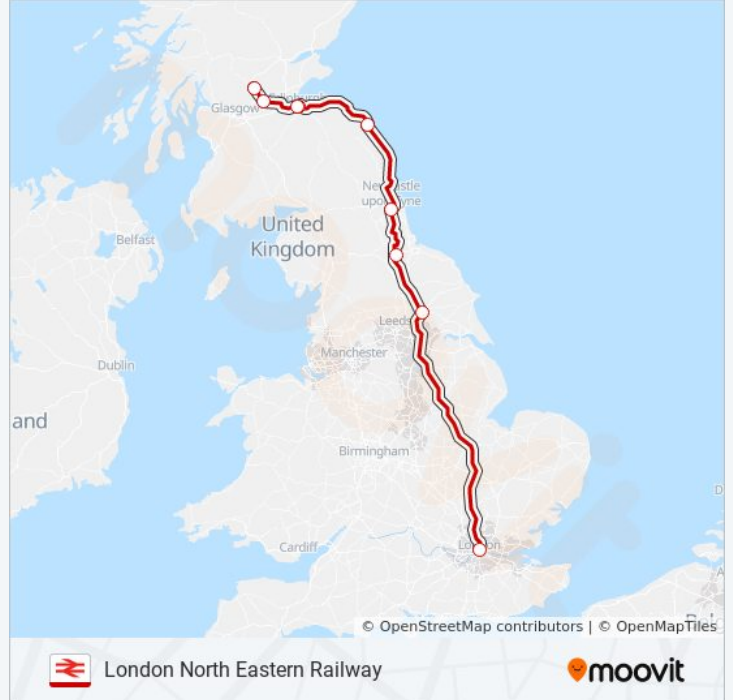 Edinburgh
Glasgow
Newcastle
upon Tyne
United
Kingdom
Belfast
Leeds
Manchester
Dublin
and
Birmingham
D
London
Cardiff
A
© OpenStreetMap contributors | © OpenMapTiles
London North Eastern Railway
moovit